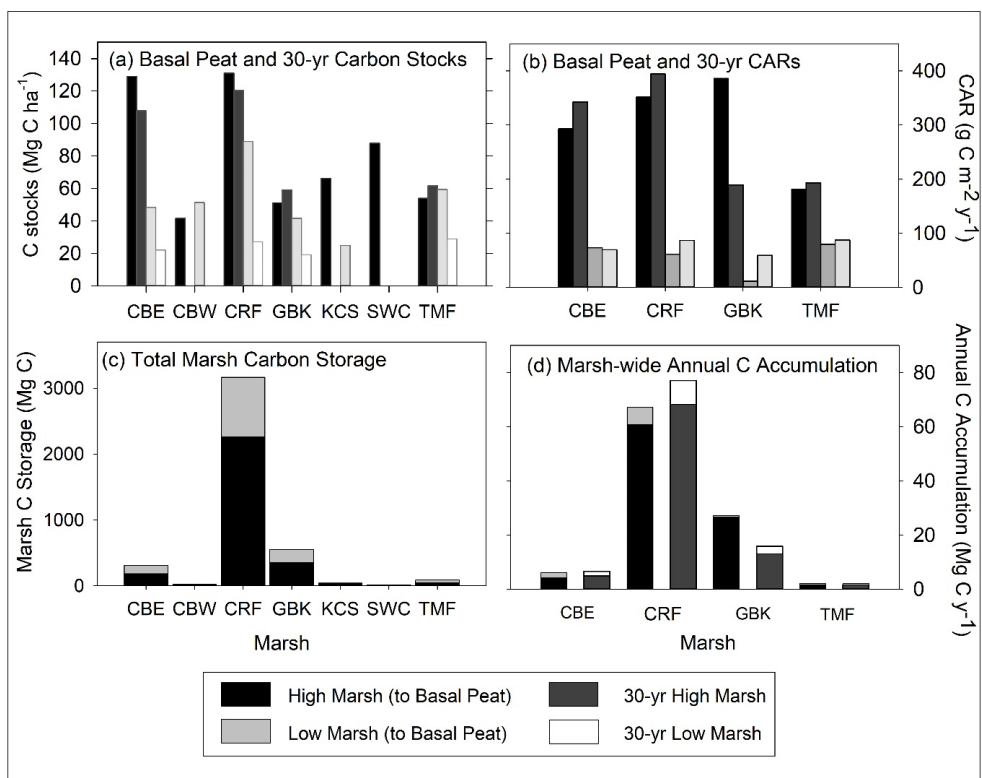 (a) Basal Peat and 30-yr Carbon Stocks
C stocks (Mg C ha⁻¹)
140
120
100
80
60
40
20
0
CBE CBW CRF GBK KCS SWC TMF
(b) Basal Peat and 30-yr CARs
CAR (g C m⁻² y⁻¹)
400
300
200
100
0
CBE CRF GBK TMF
(c) Total Marsh Carbon Storage
Marsh C Storage (Mg C)
3000
2000
1000
0
CBE CBW CRF GBK KCS SWC TMF
Marsh
(d) Marsh-wide Annual C Accumulation
Annual C Accumulation (Mg C y⁻¹)
80
60
40
20
0
CBE CRF GBK TMF
Marsh
High Marsh (to Basal Peat)
30-yr High Marsh
Low Marsh (to Basal Peat)
30-yr Low Marsh